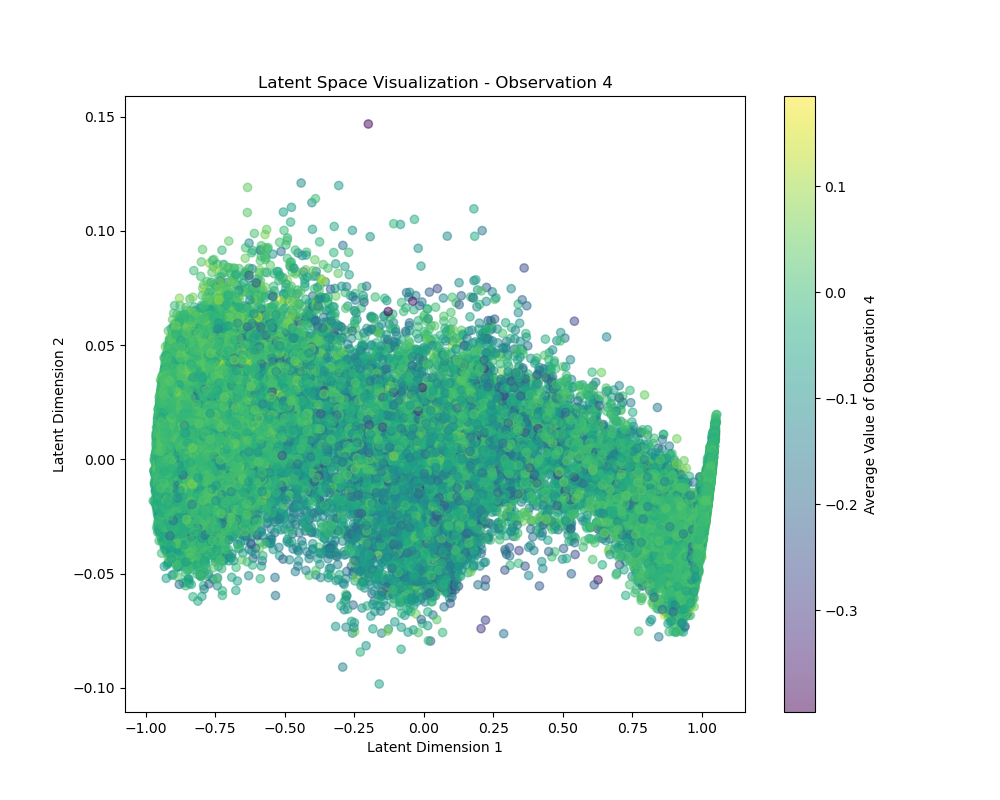 Latent Space Visualization - Observation 4
Latent Dimension 2
0.15
0.10
0.05
0.00
−0.05
−0.10
−1.00 −0.75 −0.50 −0.25 0.00 0.25 0.50 0.75 1.00
Latent Dimension 1
0.1
0.0
−0.1
−0.2
−0.3
Average Value of Observation 4